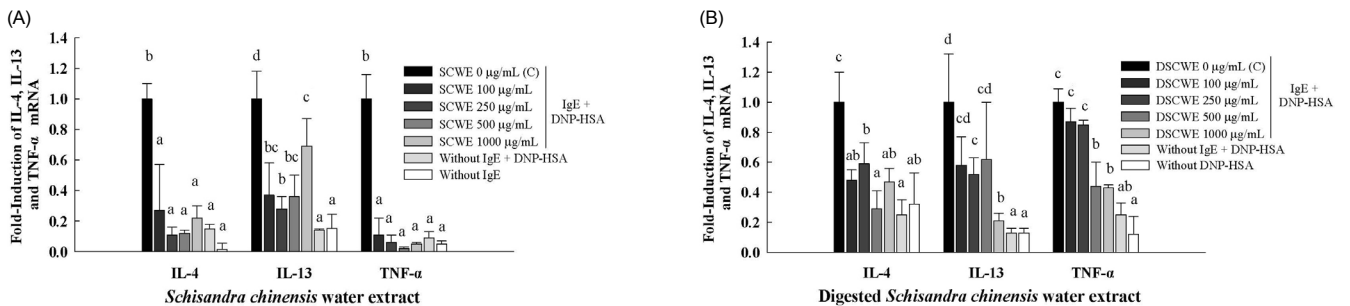 (A)
Fold-Induction of IL-4, IL-13
and TNF-α mRNA
1.4
1.2
1.0
0.8
0.6
0.4
0.2
0.0
b
a
a
a
a
a
a
d
bc
b
bc
c
a
a
b
a
a
a
a
a
a
SCWE 0 µg/mL (C)
SCWE 100 µg/mL
SCWE 250 µg/mL
SCWE 500 µg/mL
SCWE 1000 µg/mL
Without IgE + DNP-HSA
Without IgE
IgE +
DNP-HSA
IL-4 IL-13 TNF-α
Schisandra chinensis water extract
(B)
Fold-Induction of IL-4, IL-13
and TNF-α mRNA
1.4
1.2
1.0
0.8
0.6
0.4
0.2
0.0
c
ab
b
a
ab
a
ab
d
cd
c
cd
b
a
a
c
c
c
b
b
ab
a
DSCWE 0 µg/mL (C)
DSCWE 100 µg/mL
DSCWE 250 µg/mL
DSCWE 500 µg/mL
DSCWE 1000 µg/mL
Without IgE + DNP-HSA
Without DNP-HSA
IgE +
DNP-HSA
IL-4 IL-13 TNF-α
Digested Schisandra chinensis water extract